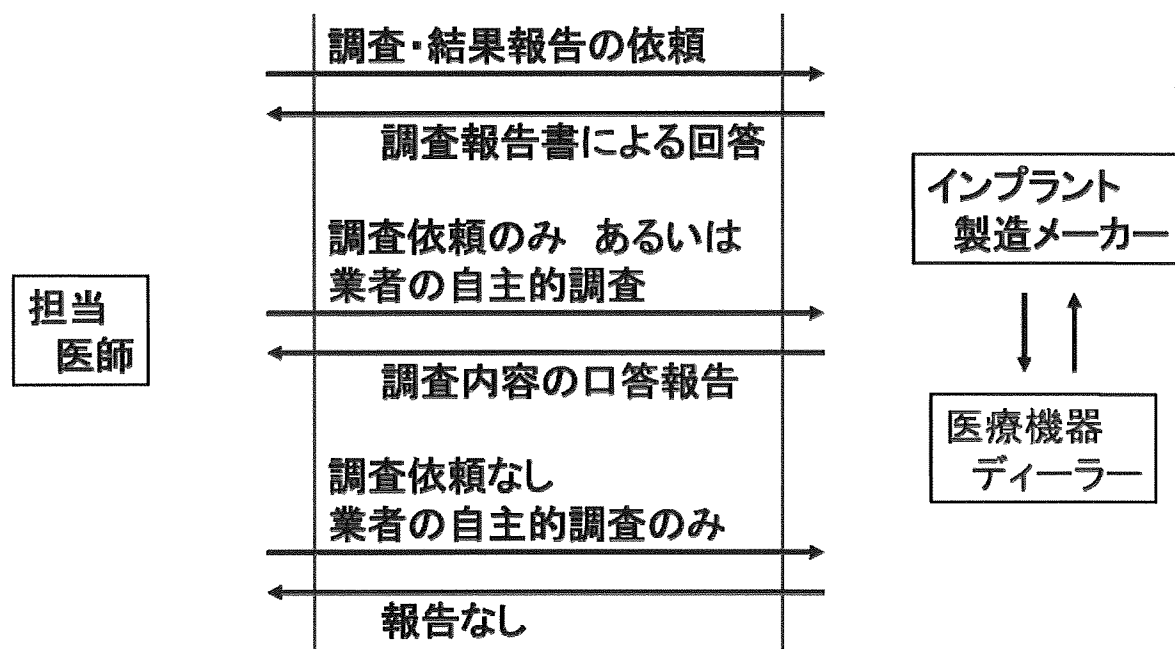 調査・結果報告の依頼
調査報告書による回答
調査依頼のみ　あるいは
業者の自主的調査
調査内容の口答報告
調査依頼なし
業者の自主的調査のみ
報告なし
担当
医師
インプラント
製造メーカー
医療機器
ディーラー